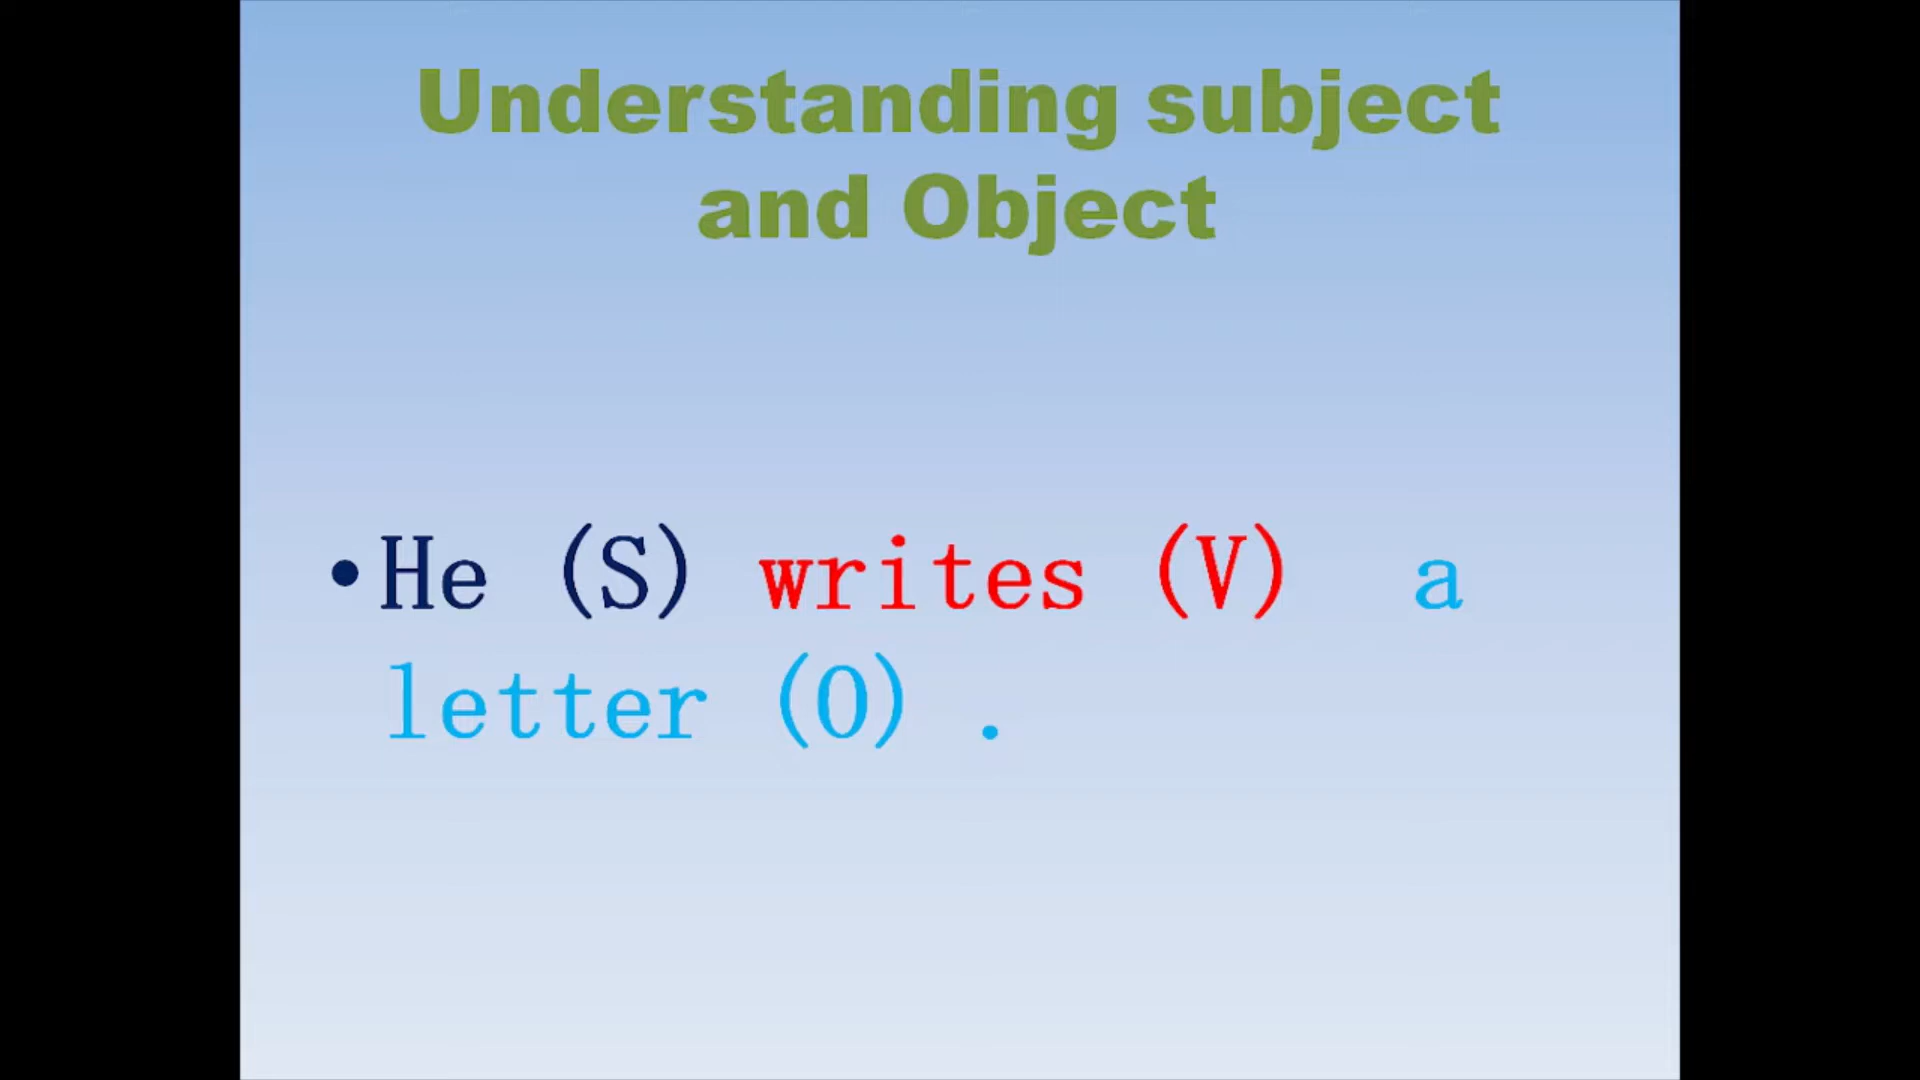 Understanding subject
and Object
•He (S) writes (V) a
letter (O) .